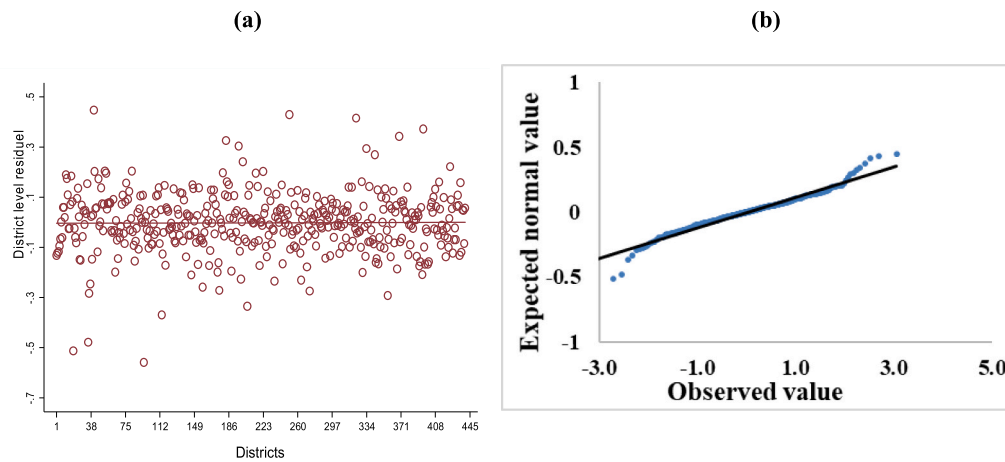 (a)
(b)
District level residuel
.5
.3
.1
-.1
-.3
-.5
-.7
1 38 75 112 149 186 223 260 297 334 371 408 445
Districts
Expected normal value
1
0.5
0
-0.5
-1
-3.0 -1.0 1.0 3.0 5.0
Observed value